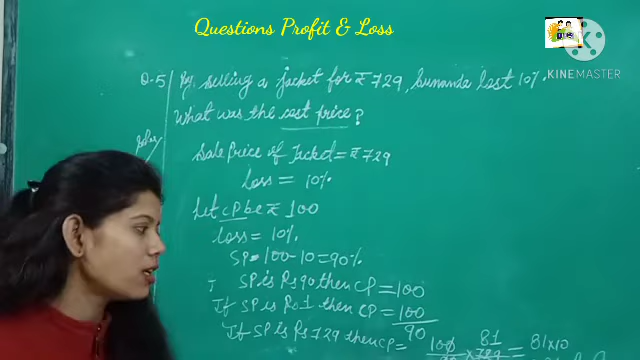 Questions Profit & Loss
KINEMASTER
Q-5 By selling a jacket for ₹729, Sunanda lost 10%.
What was the cost price?
Sale Price of Jacket = ₹729
Loss = 10%
Let CP be ₹ 100
Loss = 10%
SP = 100-10=90%
SP is Rs 90 then CP = 100
If SP is Rs 1 then CP = 100
90
If SP is Rs 729 then CP = 100 × 729 81 = 81×10